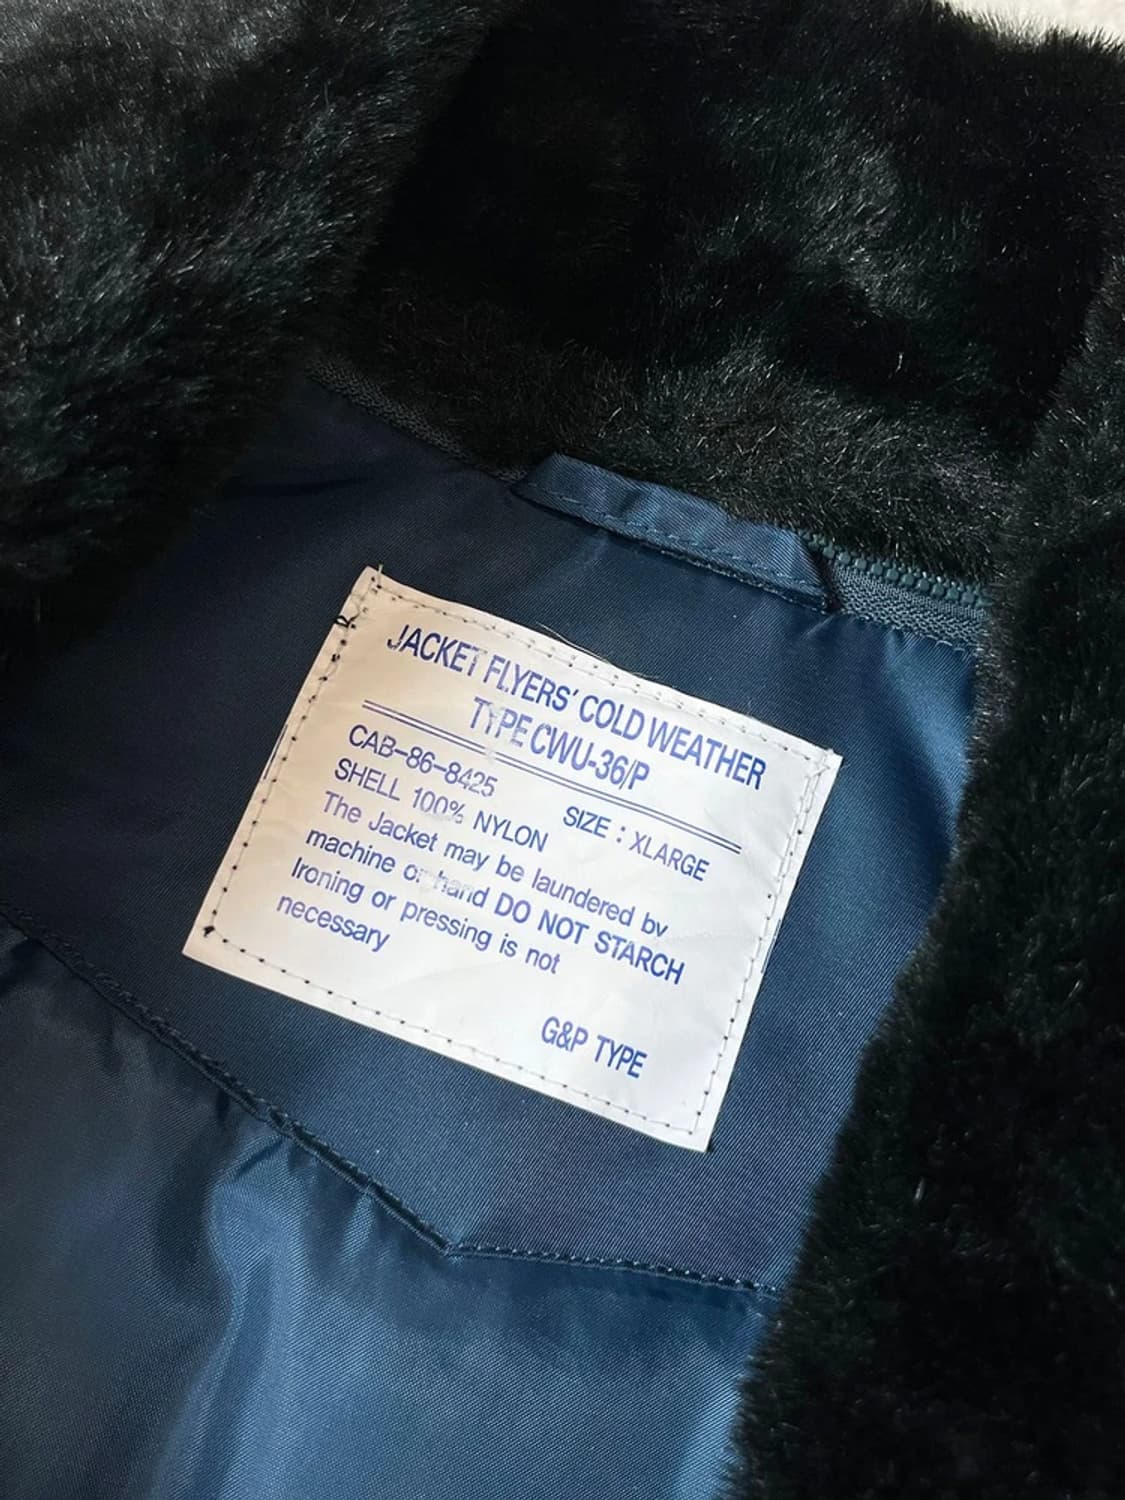 JACKET FLYERS' COLD WEATHER
TYPE CWU-36/P
CAB-86-8425
SIZE : XLARGE
SHELL 100% NYLON
The Jacket may be laundered by
machine or hand DO NOT STARCH
Ironing or pressing is not
necessary
G&P TYPE